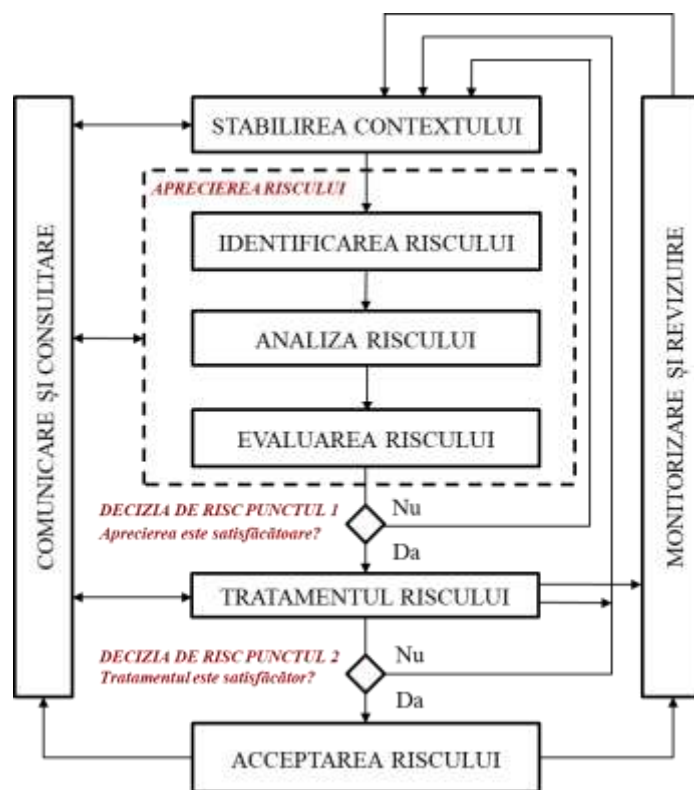 STABILIREA CONTEXTULUI
APRECIEREA RISCULUI
IDENTIFICAREA RISCULUI
ANALIZA RISCULUI
EVALUAREA RISCULUI
DECIZIA DE RISC PUNCTUL 1
Aprecierea este satisfăcătoare?
Nu
Da
TRATAMENTUL RISCULUI
DECIZIA DE RISC PUNCTUL 2
Tratamentul este satisfăcător?
Nu
Da
ACCEPTAREA RISCULUI
COMUNICARE ŞI CONSULTARE
MONITORIZARE ŞI REVIZUIRE